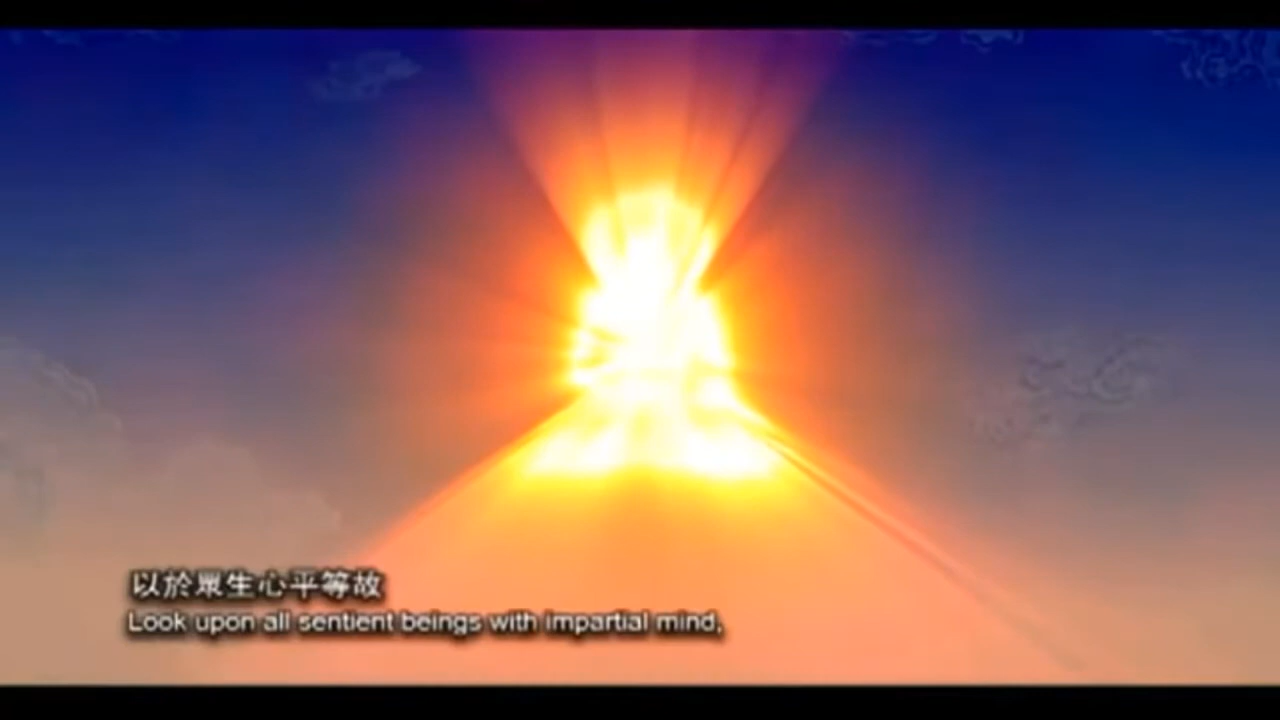 以於眾生心平等故
Look upon all sentient beings with impartial mind,